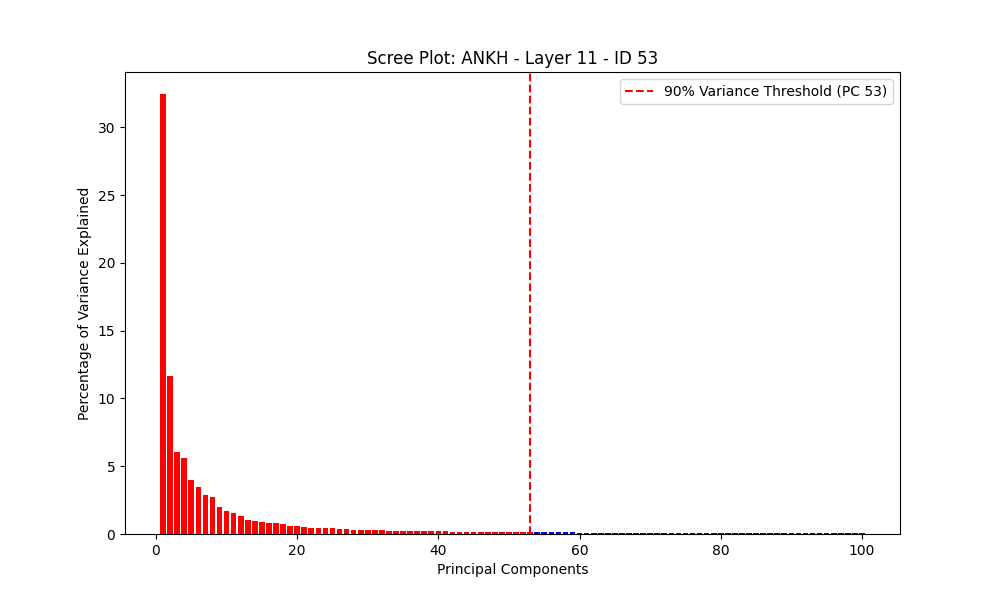 Scree Plot: ANKH - Layer 11 - ID 53
90% Variance Threshold (PC 53)
Percentage of Variance Explained
30
25
20
15
10
5
0
0 20 40 60 80 100
Principal Components